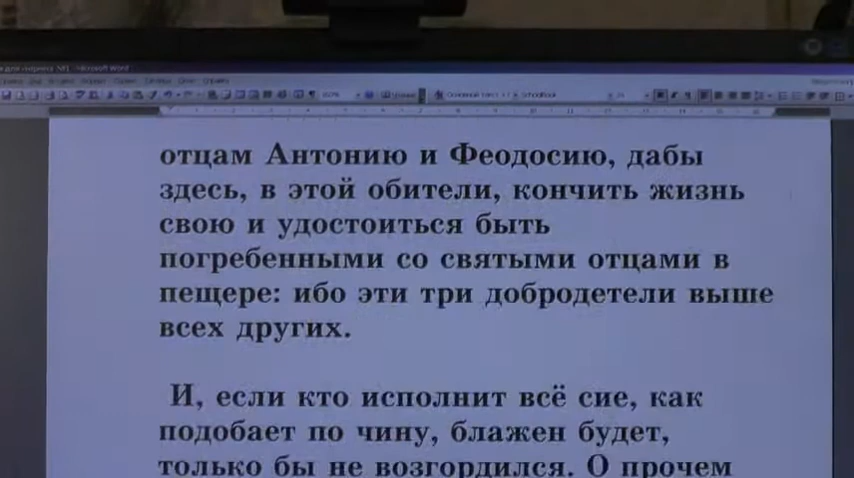 Microsoft Word
отцам Антонию и Феодосию, дабы
здесь, в этой обители, кончить жизнь
свою и удостоиться быть
погребенными со святыми отцами в
пещере: ибо эти три добродетели выше
всех других.
И, если кто исполнит всё сие, как
подобает по чину, блажен будет,
только бы не возгордился. О прочем